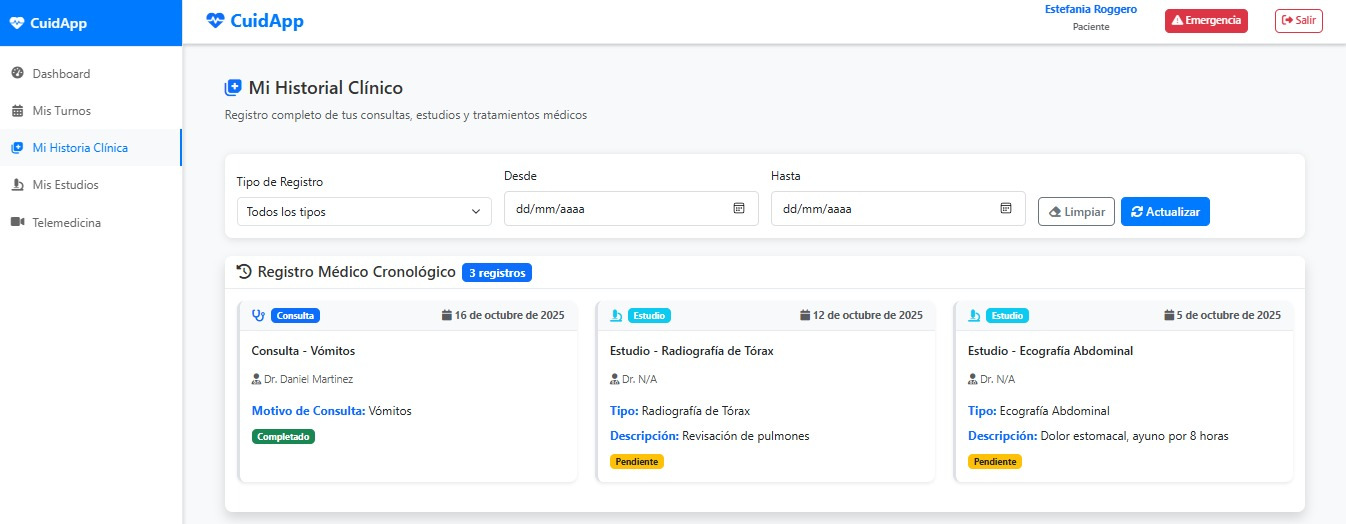 CuidApp
CuidApp
Estefania Roggero
Paciente
Emergencia
Salir
Dashboard
Mis Turnos
Mi Historia Clínica
Mis Estudios
Telemedicina
Mi Historial Clínico
Registro completo de tus consultas, estudios y tratamientos médicos
Tipo de Registro
Todos los tipos
Desde
dd/mm/aaaa
Hasta
dd/mm/aaaa
Limpiar
Actualizar
Registro Médico Cronológico 3 registros
Consulta 16 de octubre de 2025
Consulta - Vómitos
Dr. Daniel Martinez
Motivo de Consulta: Vómitos
Completado
Estudio 12 de octubre de 2025
Estudio - Radiografía de Tórax
Dr. N/A
Tipo: Radiografía de Tórax
Descripción: Revisación de pulmones
Pendiente
Estudio 5 de octubre de 2025
Estudio - Ecografía Abdominal
Dr. N/A
Tipo: Ecografía Abdominal
Descripción: Dolor estomacal, ayuno por 8 horas
Pendiente